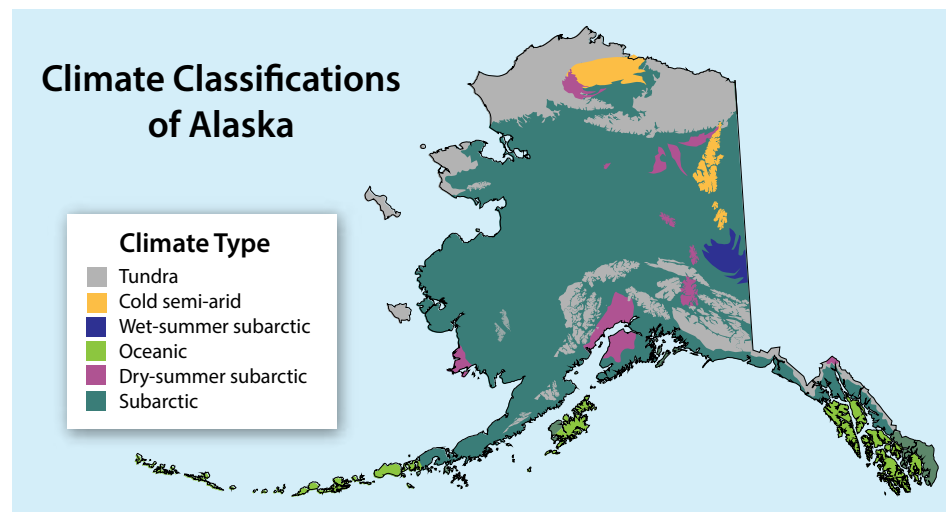 Climate Classifications
of Alaska
Climate Type
Tundra
Cold semi-arid
Wet-summer subarctic
Oceanic
Dry-summer subarctic
Subarctic